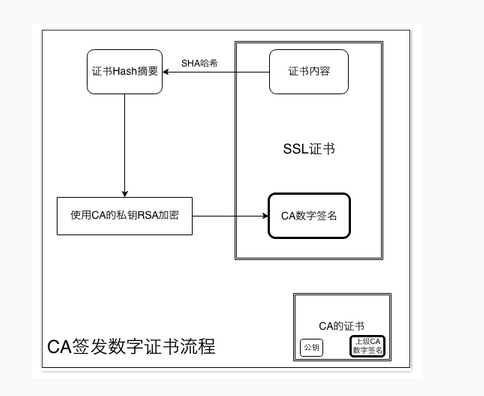 SHA哈希
证书Hash摘要
证书内容
SSL证书
使用CA的私钥RSA加密
CA数字签名
CA的证书
公钥
上级CA
数字签名
CA签发数字证书流程